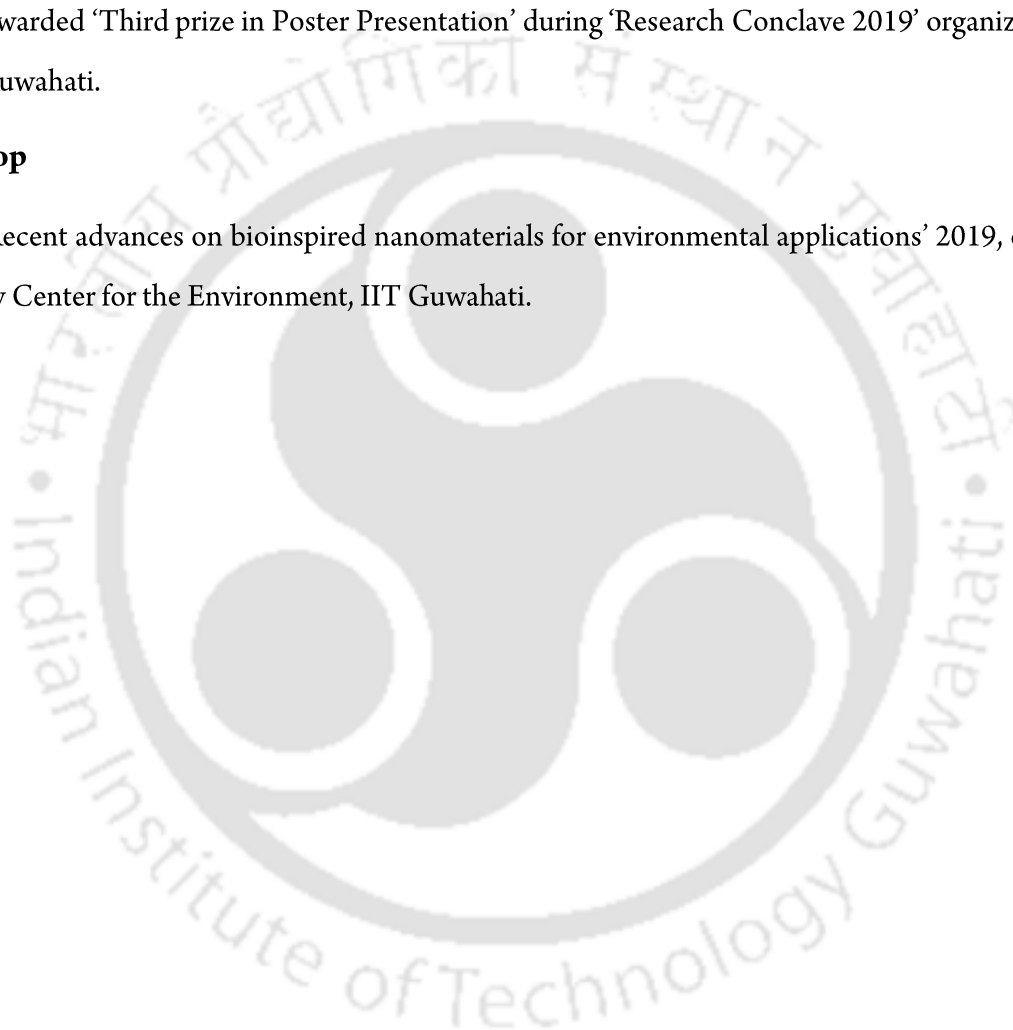 warded ‘Third prize in Poster Presentation’ during ‘Research Conclave 2019’ organiz
uwahati.
op
ecent advances on bioinspired nanomaterials for environmental applications’ 2019,
y Center for the Environment, IIT Guwahati.
भारतीय प्रौद्योगिकी संस्थान गुवाहाटी
• Indian Institute of Technology Guwahati •